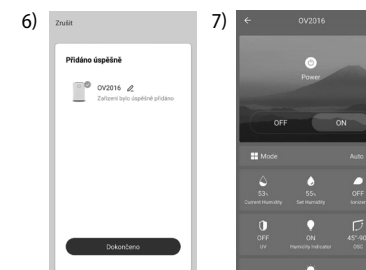 6)
Zrušit
Přidáno úspěšně
OV2016
Zařízení bylo úspěšně přidáno
Dokončeno
7)
OV2016
Power
OFF ON
Mode Auto
53% 55% OFF
Current Humidity Set Humidity Ionizer
OFF ON 45°-90°
UV Humidity Indicator OSC